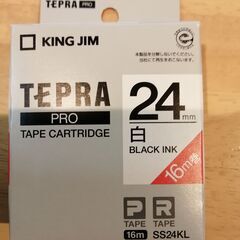 TEPRA PRO
KING JIM
TEPRA
PRO
TAPE CARTRIDGE
24mm
白
BLACK INK
16m巻
P R
TAPE TAPE
16m SS24KL